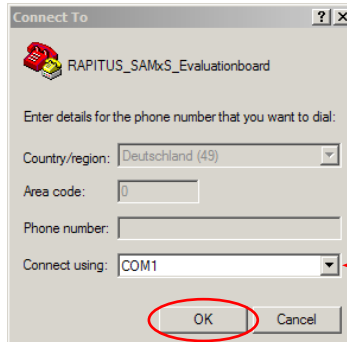 Connect To
RAPITUS_SAMxS_Evaluationboard
Enter details for the phone number that you want to dial:
Country/region: Deutschland (49)
Area code: 0
Phone number:
Connect using: COM1
OK Cancel